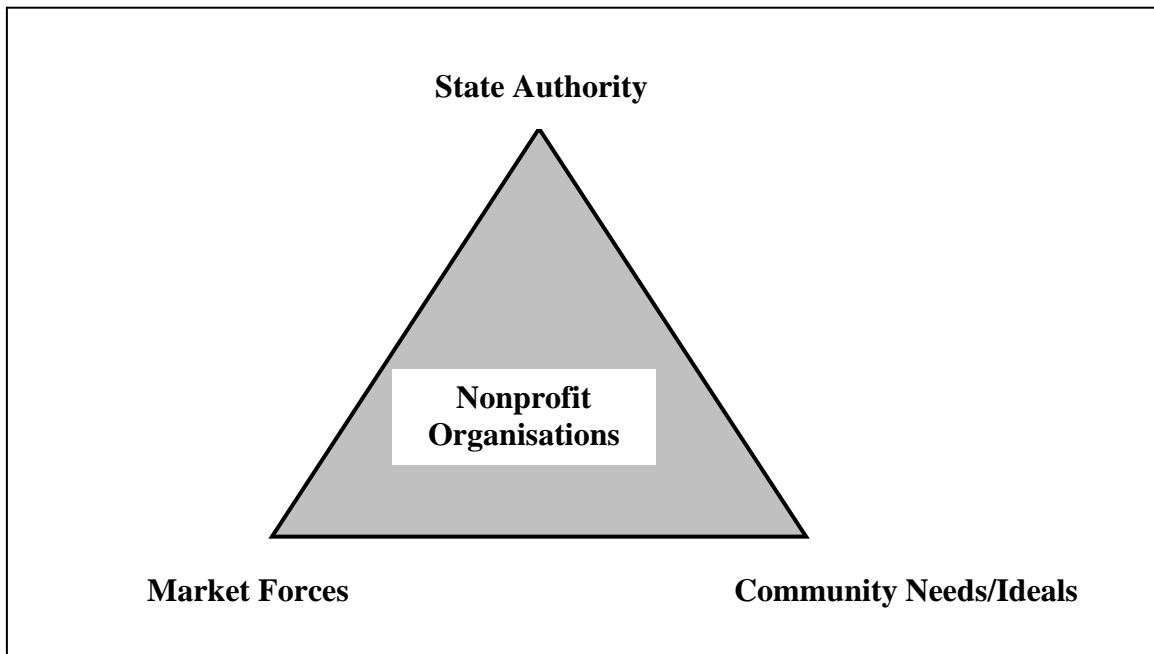 State Authority
Nonprofit
Organisations
Market Forces
Community Needs/Ideals